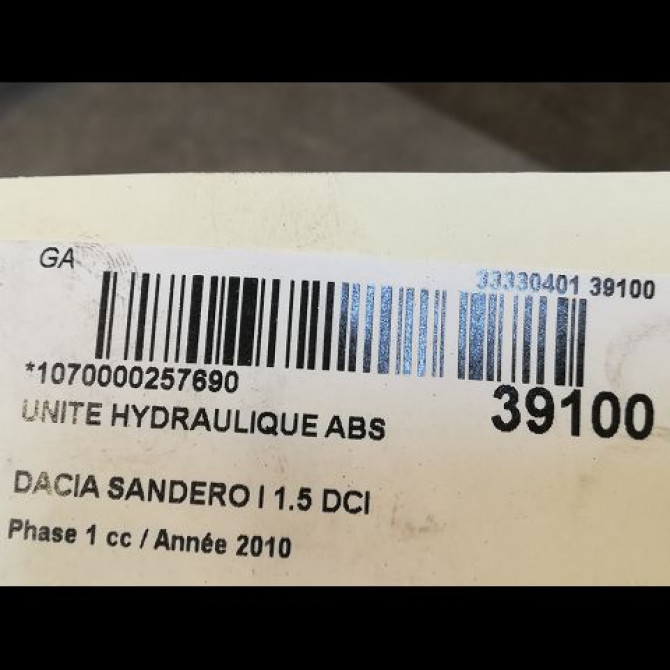 GA
33330401 39100
*1070000257690
39100
UNITE HYDRAULIQUE ABS
DACIA SANDERO I 1.5 DCI
Phase 1 cc / Année 2010